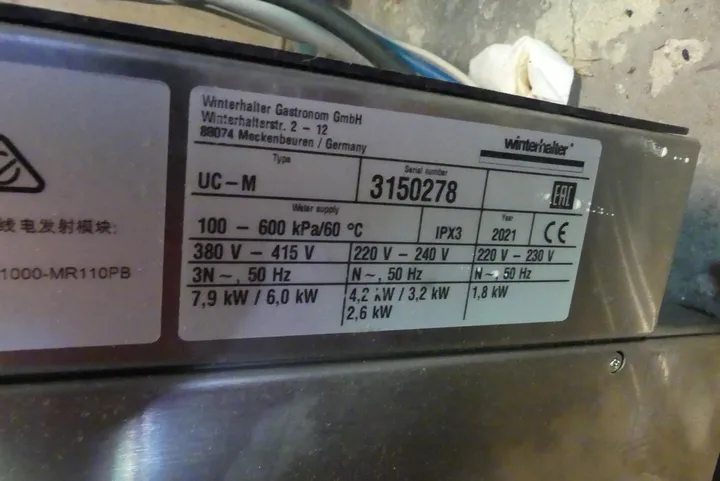 Winterhalter Gastronom GmbH
Winterhalterstr. 2 – 12
88074 Meckenbeuren / Germany
winterhalter
Type
UC–M
Serial number
3150278
EAC
Water supply
100 – 600 kPa/60 °C
IPX3
Year
2021
CE
380 V – 415 V
220 V – 240 V
220 V – 230 V
3N ~, 50 Hz
N ~, 50 Hz
N ~, 50 Hz
7,9 kW / 6,0 kW
4,2 kW / 3,2 kW
1,8 kW
2,6 kW
线电发射模块:
1000-MR110PB